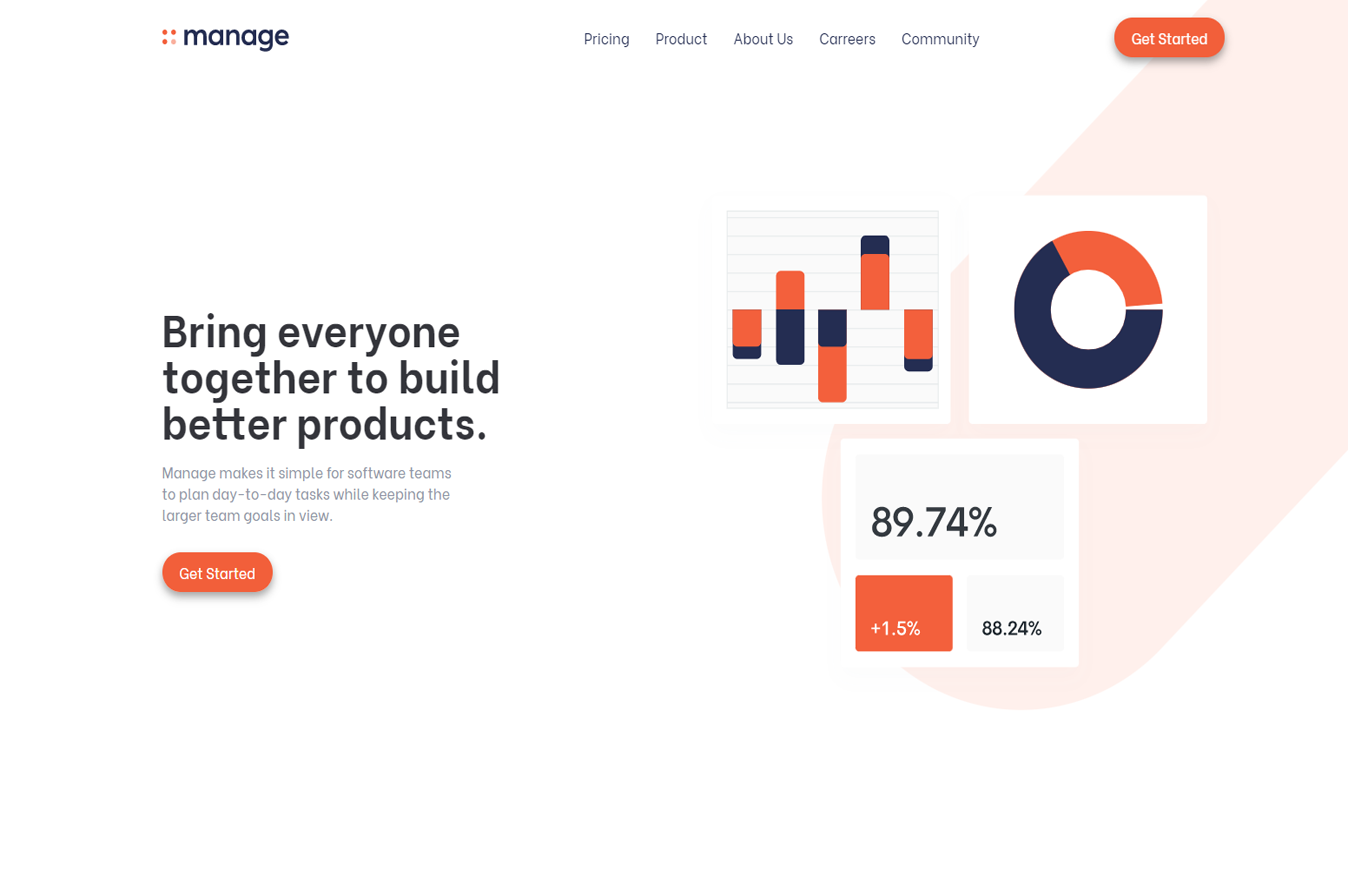 manage
Pricing Product About Us Carreers Community
Get Started
Bring everyone
together to build
better products.
Manage makes it simple for software teams
to plan day-to-day tasks while keeping the
larger team goals in view.
Get Started
89.74%
+1.5%
88.24%